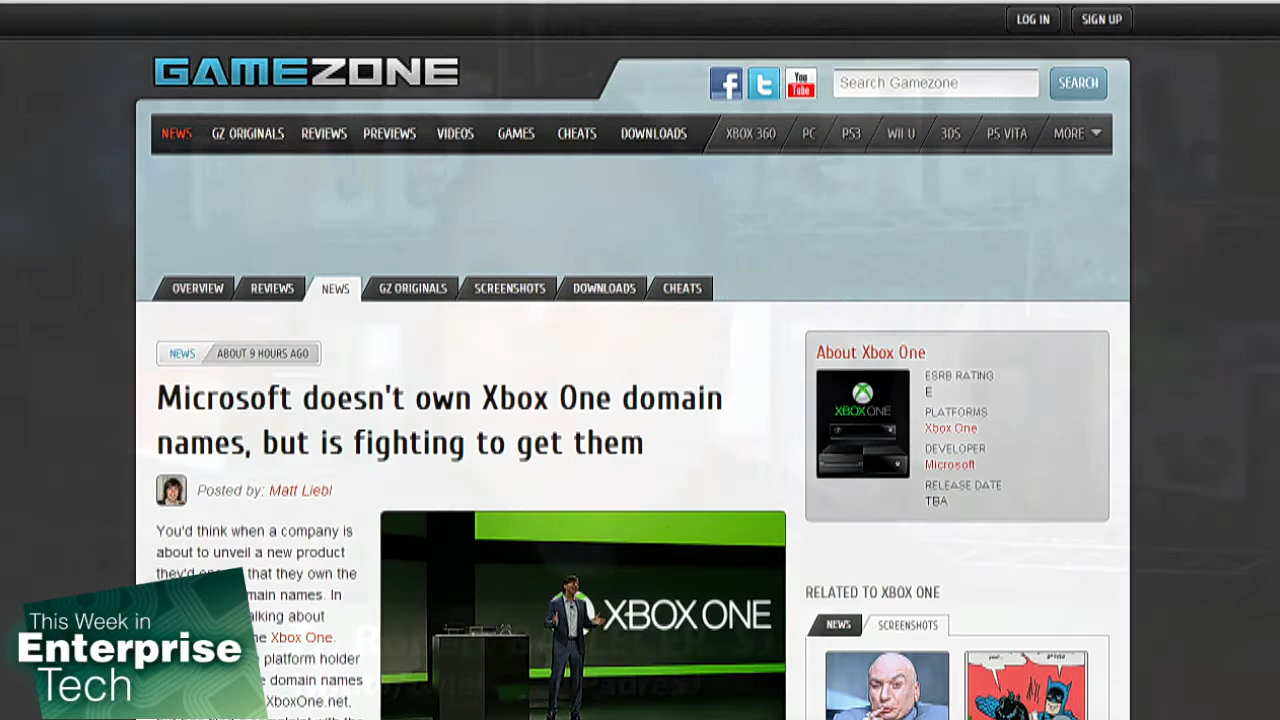 LOG IN
SIGN UP
GAMEZONE
f
t
You
Tube
Search Gamezone
SEARCH
NEWS
GZ ORIGINALS
REVIEWS
PREVIEWS
VIDEOS
GAMES
CHEATS
DOWNLOADS
XBOX 360
PC
PS3
WII U
3DS
PS VITA
MORE
OVERVIEW
REVIEWS
NEWS
GZ ORIGINALS
SCREENSHOTS
DOWNLOADS
CHEATS
NEWS
ABOUT 9 HOURS AGO
Microsoft doesn't own Xbox One domain
names, but is fighting to get them
Posted by: Matt Liebl
You'd think when a company is
about to unveil a new product
that they own the
main names. In
alking about
Xbox One.
platform holder
domain names
XboxOne.net,
XBOX ONE
About Xbox One
XBOX ONE
ESRB RATING
E
PLATFORMS
Xbox One
DEVELOPER
Microsoft
RELEASE DATE
TBA
RELATED TO XBOX ONE
NEWS
SCREENSHOTS
This Week in
Enterprise
Tech